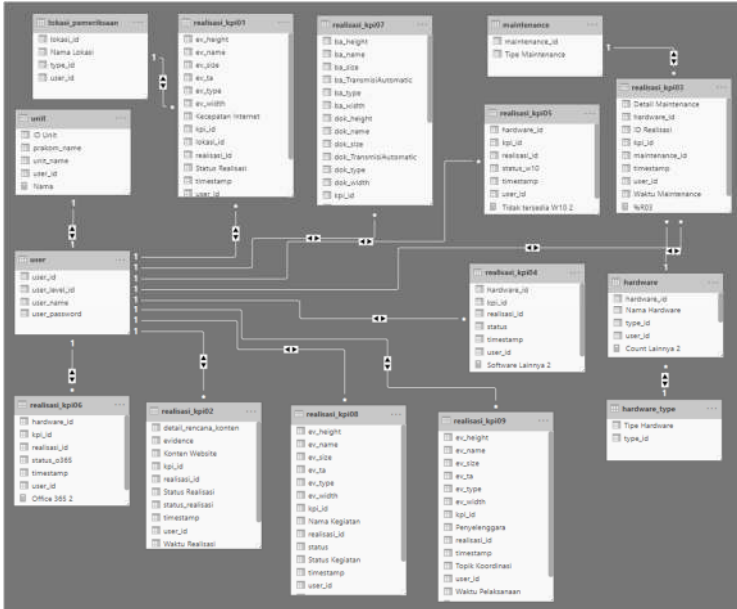 lokasi_pemeriksaan
lokasi_id
Nama Lokasi
type_id
user_id
realisasi_kpi01
ev_height
ev_name
ev_size
ev_ta
ev_type
ev_width
Kecepatan Internet
kpi_id
lokasi_id
realisasi_id
Status Realisasi
timestamp
user_id
realisasi_kpi07
ba_height
ba_name
ba_size
ba_TransmisiAutomatic
ba_type
ba_width
dok_height
dok_name
dok_size
dok_TransmisiAutomatic
dok_type
dok_width
kpi_id
maintenance
maintenance_id
Tipe Maintenance
realisasi_kpi03
Detail Maintenance
hardware_id
ID Realisasi
kpi_id
maintenance_id
timestamp
user_id
Waktu Maintenance
%R03
realisasi_kpi05
hardware_id
kpi_id
realisasi_id
status_w10
timestamp
user_id
Tidak tersedia W10 2
unit
ID Unit
prakom_name
unit_name
user_id
Nama
user
user_id
user_level_id
user_name
user_password
realisasi_kpi04
hardware_id
kpi_id
realisasi_id
status
timestamp
user_id
Software Lainnya 2
hardware
hardware_id
Nama Hardware
type_id
user_id
Count Lainnya 2
realisasi_kpi06
hardware_id
kpi_id
realisasi_id
status_o365
timestamp
user_id
Office 365 2
realisasi_kpi02
detail_rencana_konten
evidence
Konten Website
kpi_id
realisasi_id
Status Realisasi
status_realisasi
timestamp
user_id
Waktu Realisasi
realisasi_kpi08
ev_height
ev_name
ev_size
ev_ta
ev_type
ev_width
kpi_id
Nama Kegiatan
realisasi_id
status
Status Kegiatan
timestamp
user_id
realisasi_kpi09
ev_height
ev_name
ev_size
ev_ta
ev_type
ev_width
kpi_id
Penyelenggara
realisasi_id
timestamp
Topik Koordinasi
user_id
Waktu Pelaksanaan
hardware_type
Tipe Hardware
type_id